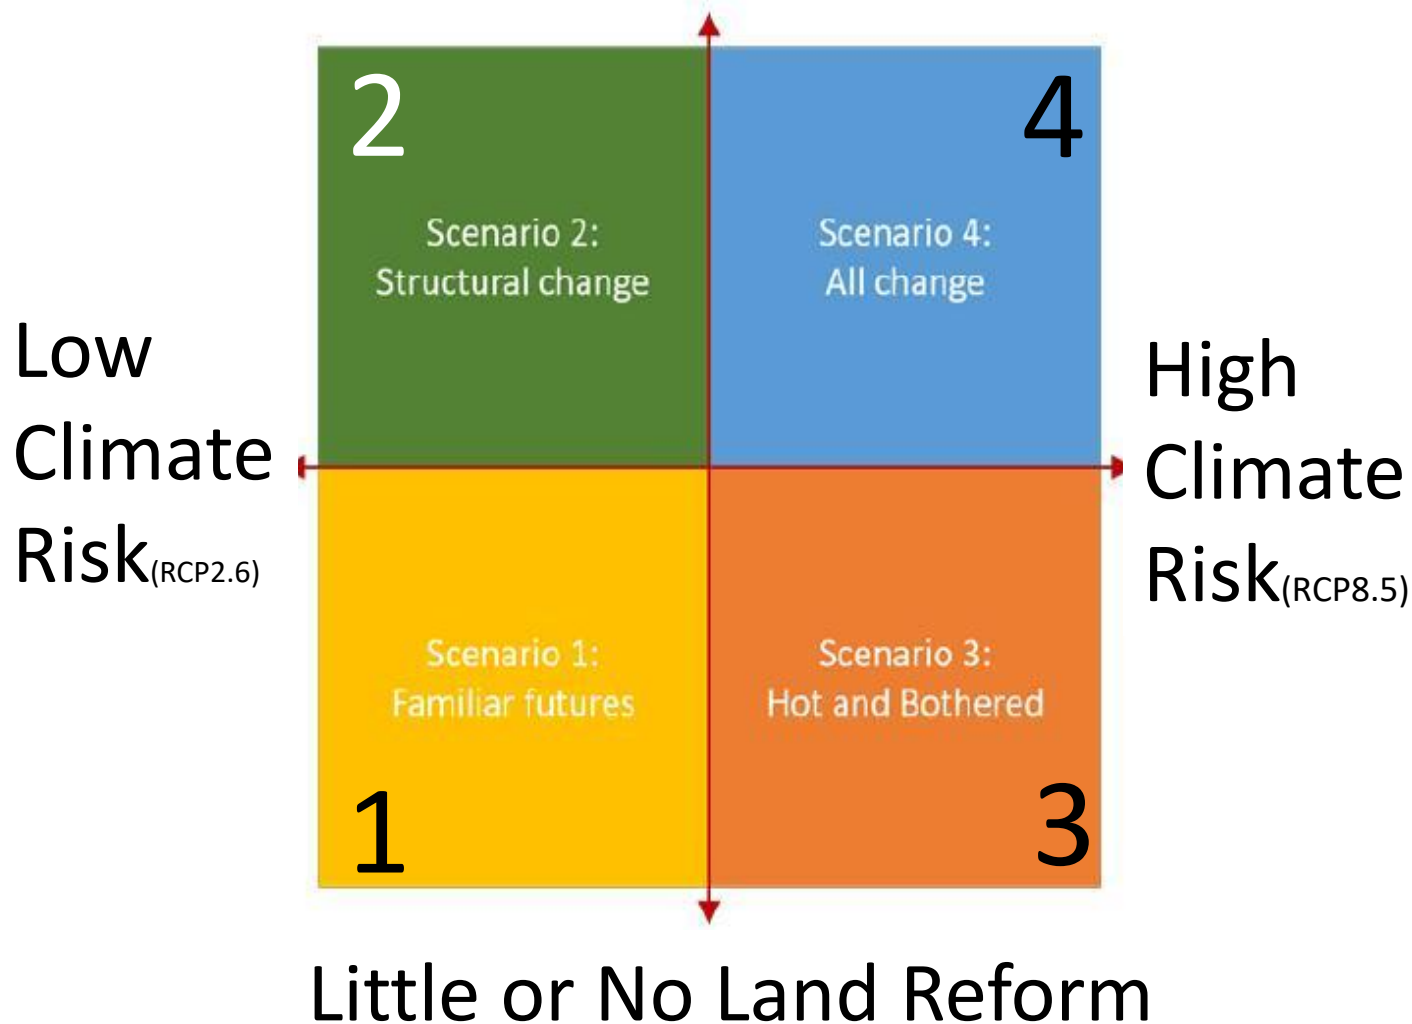 2
4
Scenario 2:
Structural change
Scenario 4:
All change
Low
Climate
Risk(RCP2.6)
High
Climate
Risk(RCP8.5)
Scenario 1:
Familiar futures
Scenario 3:
Hot and Bothered
1
3
Little or No Land Reform